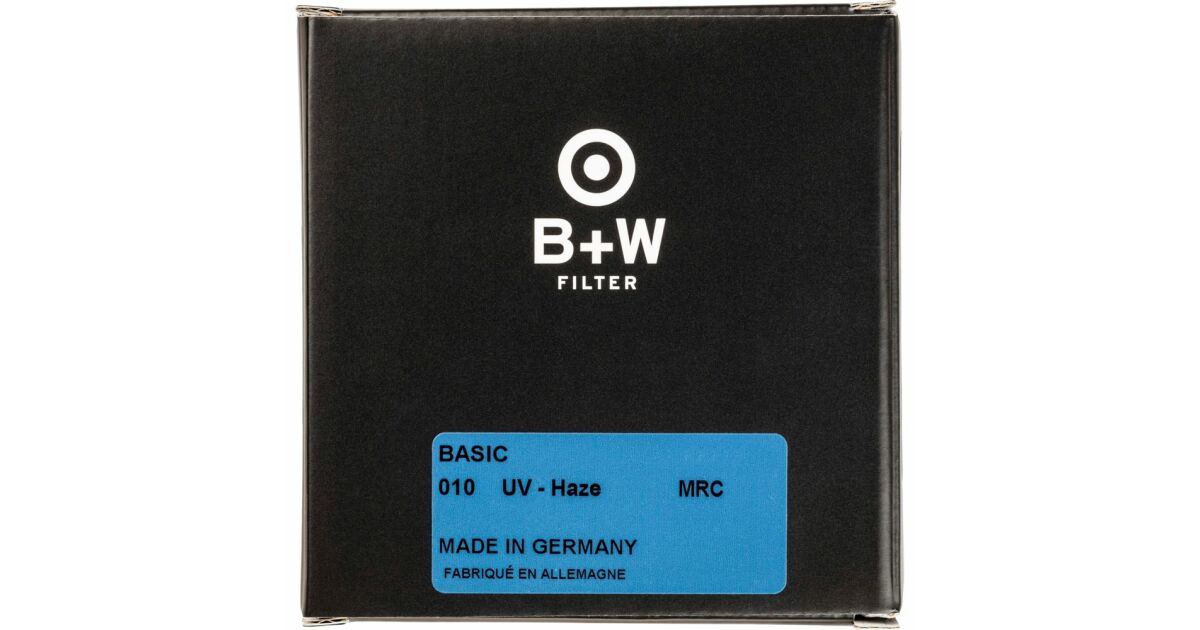 B+W
FILTER
BASIC
010 UV - Haze MRC
MADE IN GERMANY
FABRIQUÉ EN ALLEMAGNE